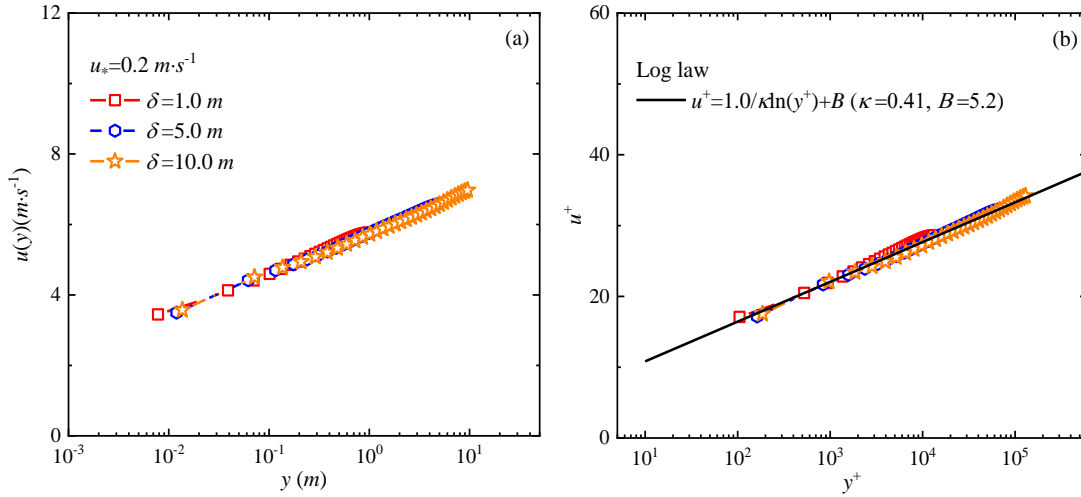 12
8
4
0
u(y)(m·s⁻¹)
(a)
u*=0.2 m·s⁻¹
δ=1.0 m
δ=5.0 m
δ=10.0 m
10⁻³
10⁻²
10⁻¹
10⁰
10¹
y (m)
60
40
20
0
u⁺
(b)
Log law
u⁺=1.0/κln(y⁺)+B (κ=0.41, B=5.2)
10¹
10²
10³
10⁴
10⁵
y⁺